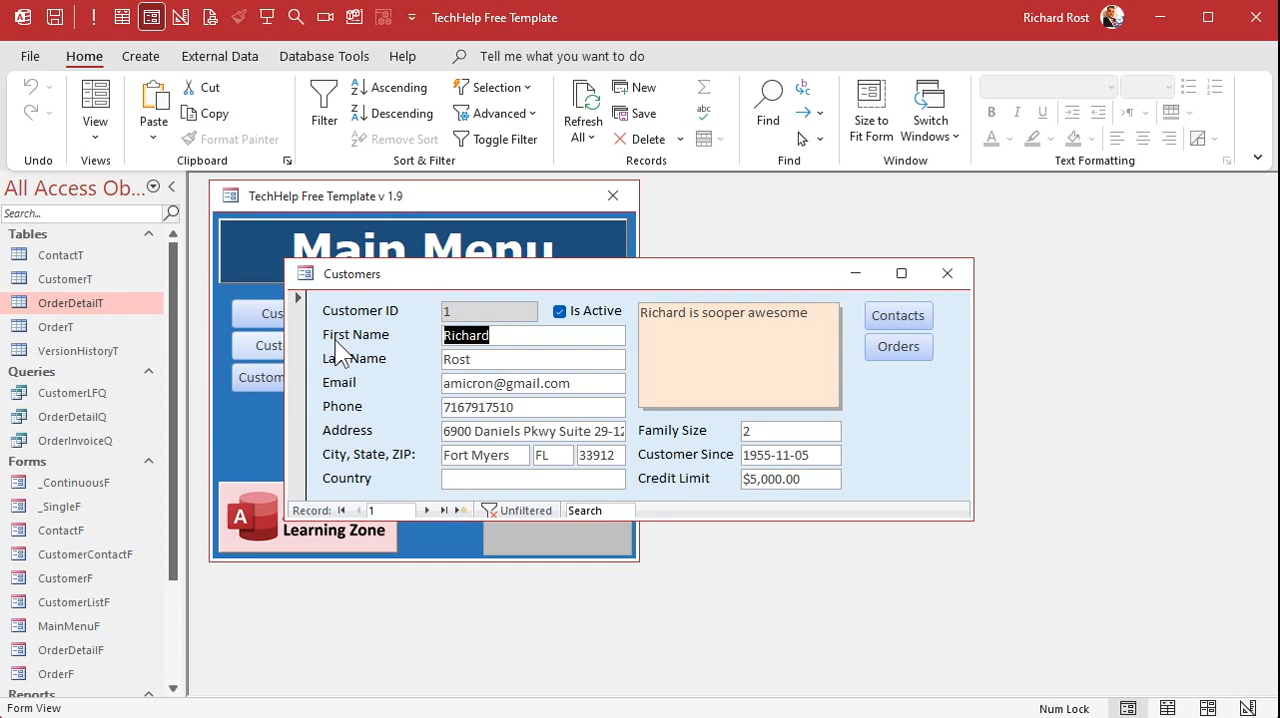 TechHelp Free Template
Richard Rost
File
Home
Create
External Data
Database Tools
Help
Tell me what you want to do
Undo
View
Views
Paste
Cut
Copy
Format Painter
Clipboard
Filter
Ascending
Descending
Remove Sort
Selection
Advanced
Toggle Filter
Sort & Filter
Refresh
All
New
Save
Delete
Records
Find
Find
Size to
Fit Form
Switch
Windows
Window
Text Formatting
All Access Ob...
Search...
Tables
ContactT
CustomerT
OrderDetailT
OrderT
VersionHistoryT
Queries
CustomerLFQ
OrderDetailQ
OrderInvoiceQ
Forms
_ContinuousF
_SingleF
ContactF
CustomerContactF
CustomerF
CustomerListF
MainMenuF
OrderDetailF
OrderF
Reports
TechHelp Free Template v 1.9
Main Menu
Cus
Cust
Custom
Learning Zone
Customers
Customer ID 1 Is Active
First Name Richard
Last Name Rost
Email amicron@gmail.com
Phone 7167917510
Address 6900 Daniels Pkwy Suite 29-12
City, State, ZIP: Fort Myers FL 33912
Country
Richard is sooper awesome
Family Size 2
Customer Since 1955-11-05
Credit Limit $5,000.00
Contacts
Orders
Record: 1 Unfiltered Search
Form View
Num Lock